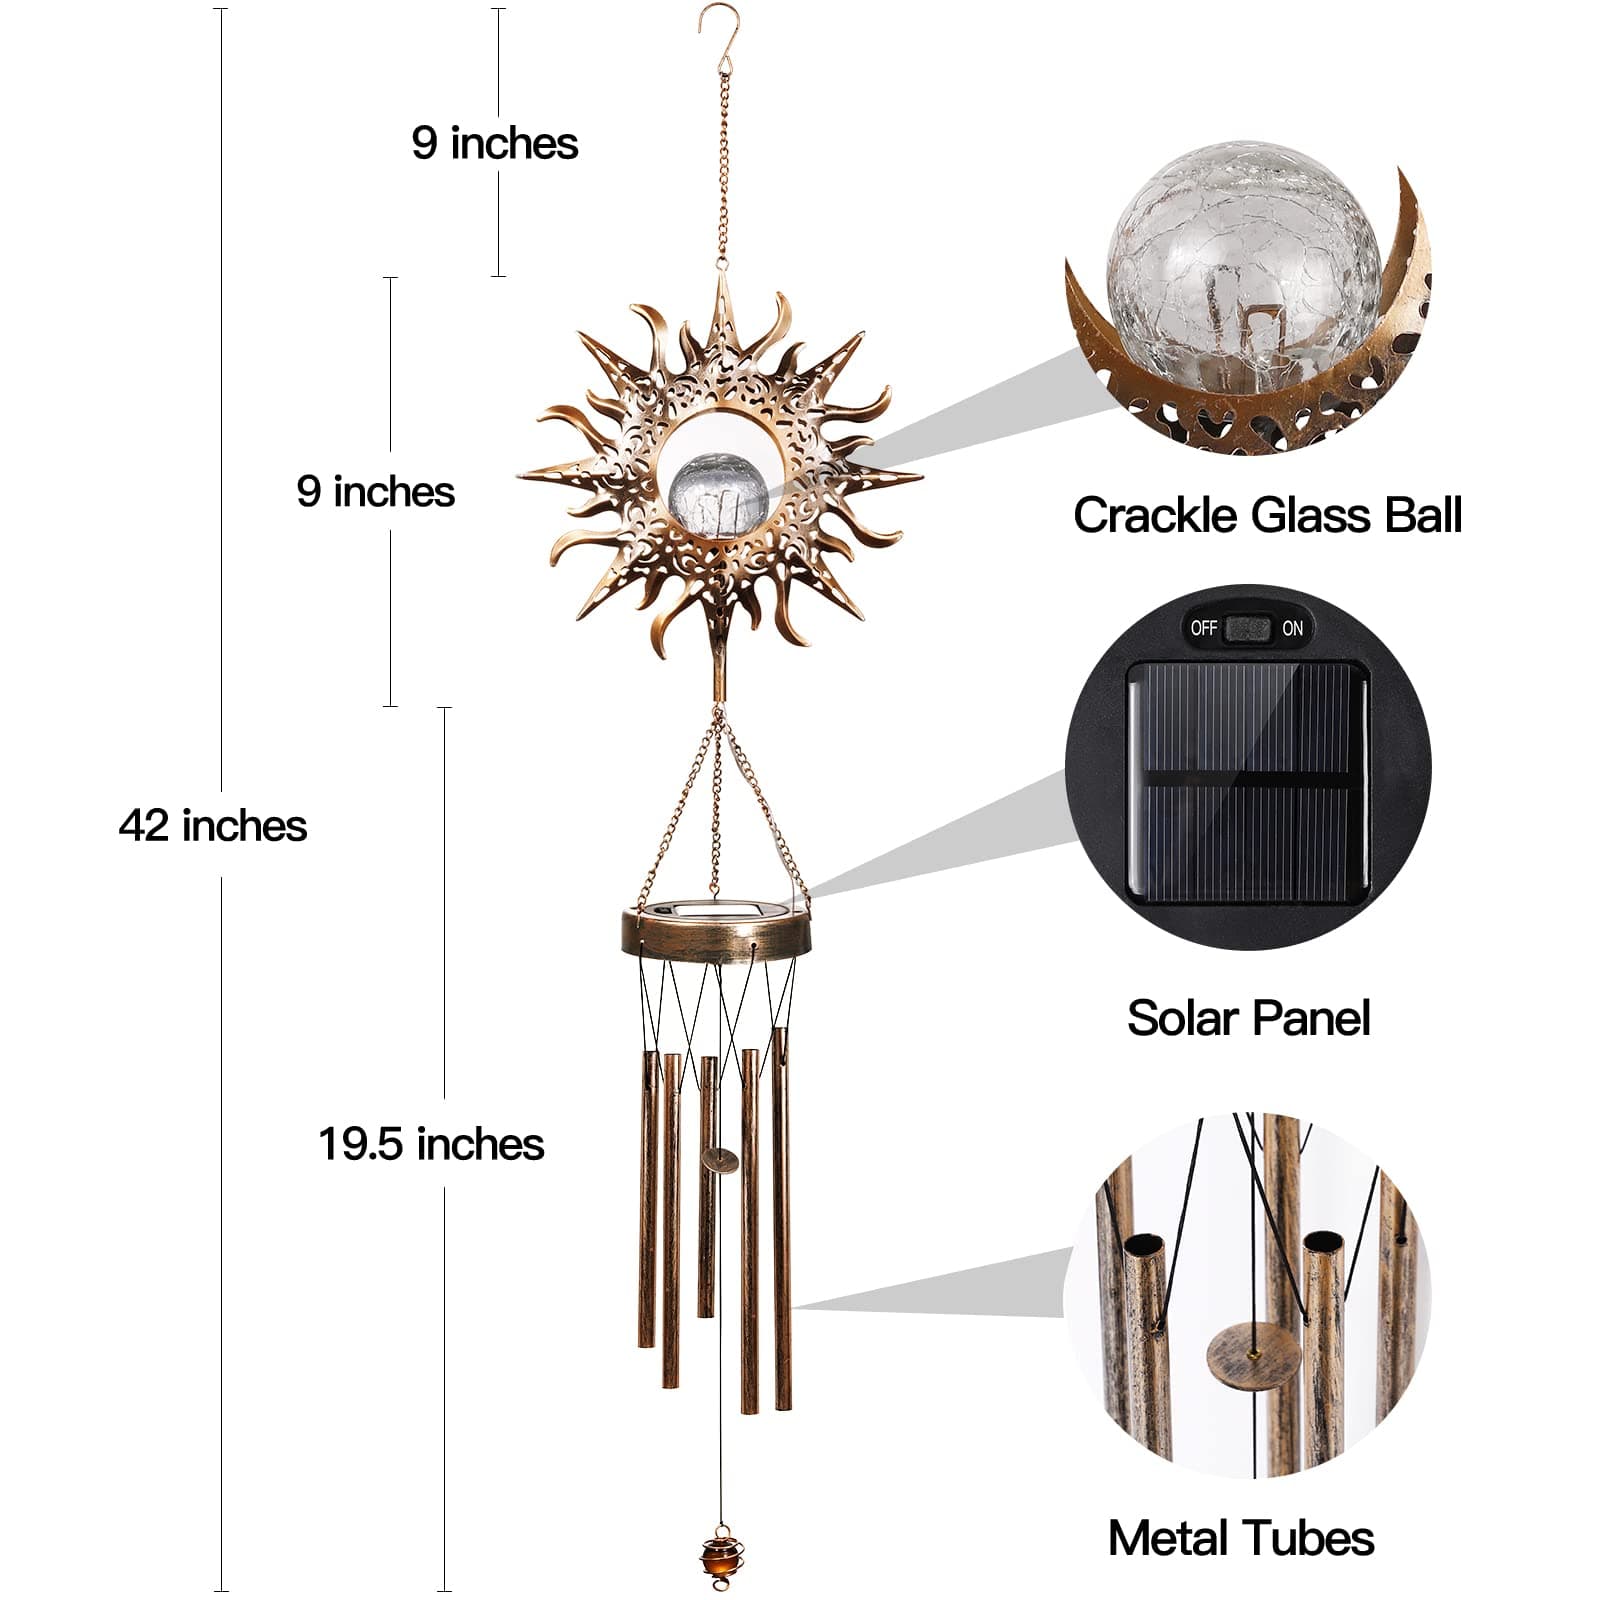 9 inches
9 inches
42 inches
19.5 inches
Crackle Glass Ball
OFF ON
Solar Panel
Metal Tubes